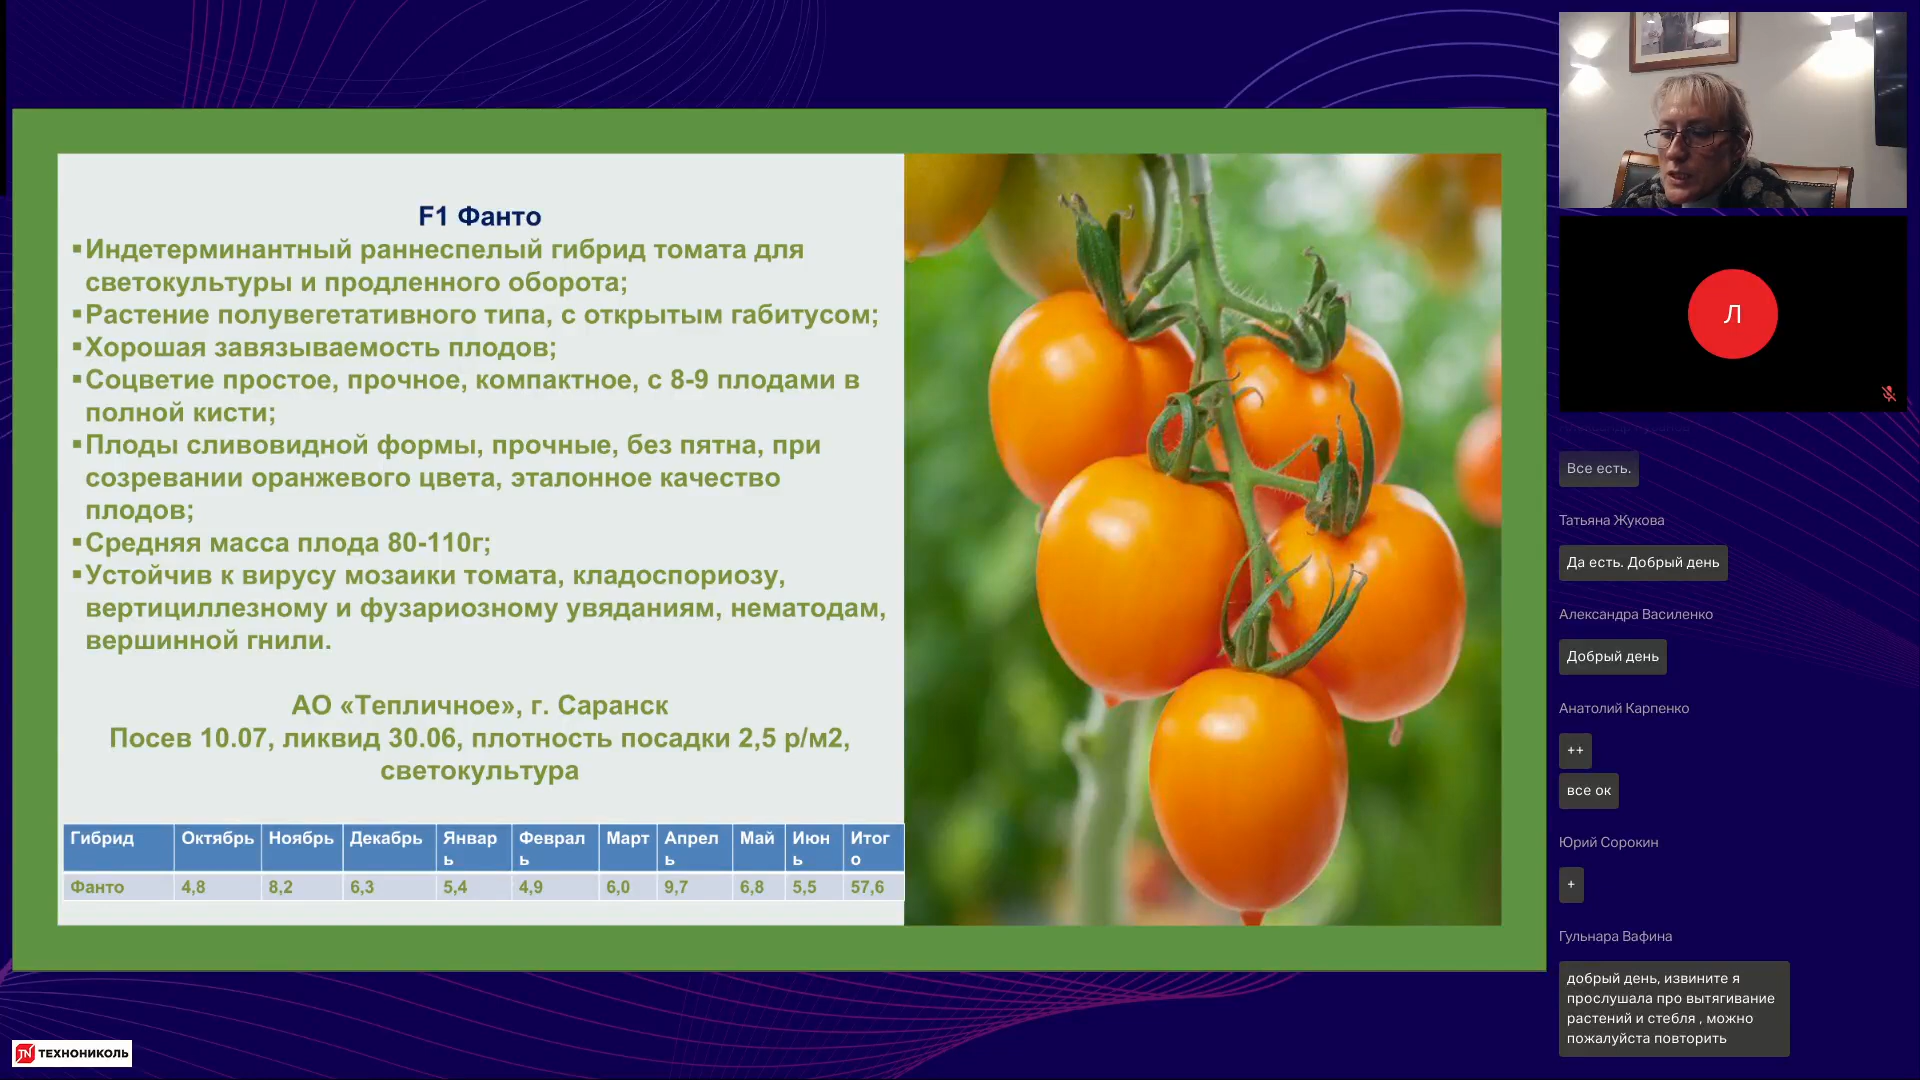 F1 Фанто
▪Индетерминантный раннеспелый гибрид томата для
светокультуры и продленного оборота;
▪Растение полувегетативного типа, с открытым габитусом;
▪Хорошая завязываемость плодов;
▪Соцветие простое, прочное, компактное, с 8-9 плодами в
полной кисти;
▪Плоды сливовидной формы, прочные, без пятна, при
созревании оранжевого цвета, эталонное качество
плодов;
▪Средняя масса плода 80-110г;
▪Устойчив к вирусу мозаики томата, кладоспориозу,
вертициллезному и фузариозному увяданиям, нематодам,
вершинной гнили.
АО «Тепличное», г. Саранск
Посев 10.07, ликвид 30.06, плотность посадки 2,5 р/м2,
светокультура
Гибрид Октябрь Ноябрь Декабрь Январ Феврал Март Апрел Май Июн Итог
ь ь ь ь о
Фанто 4,8 8,2 6,3 5,4 4,9 6,0 9,7 6,8 5,5 57,6
ТЕХНОНИКОЛЬ
Л
Все есть.
Татьяна Жукова
Да есть. Добрый день
Александра Василенко
Добрый день
Анатолий Карпенко
++
все ок
Юрий Сорокин
+
Гульнара Вафина
добрый день, извините я
прослушала про вытягивание
растений и стебля , можно
пожалуйста повторить